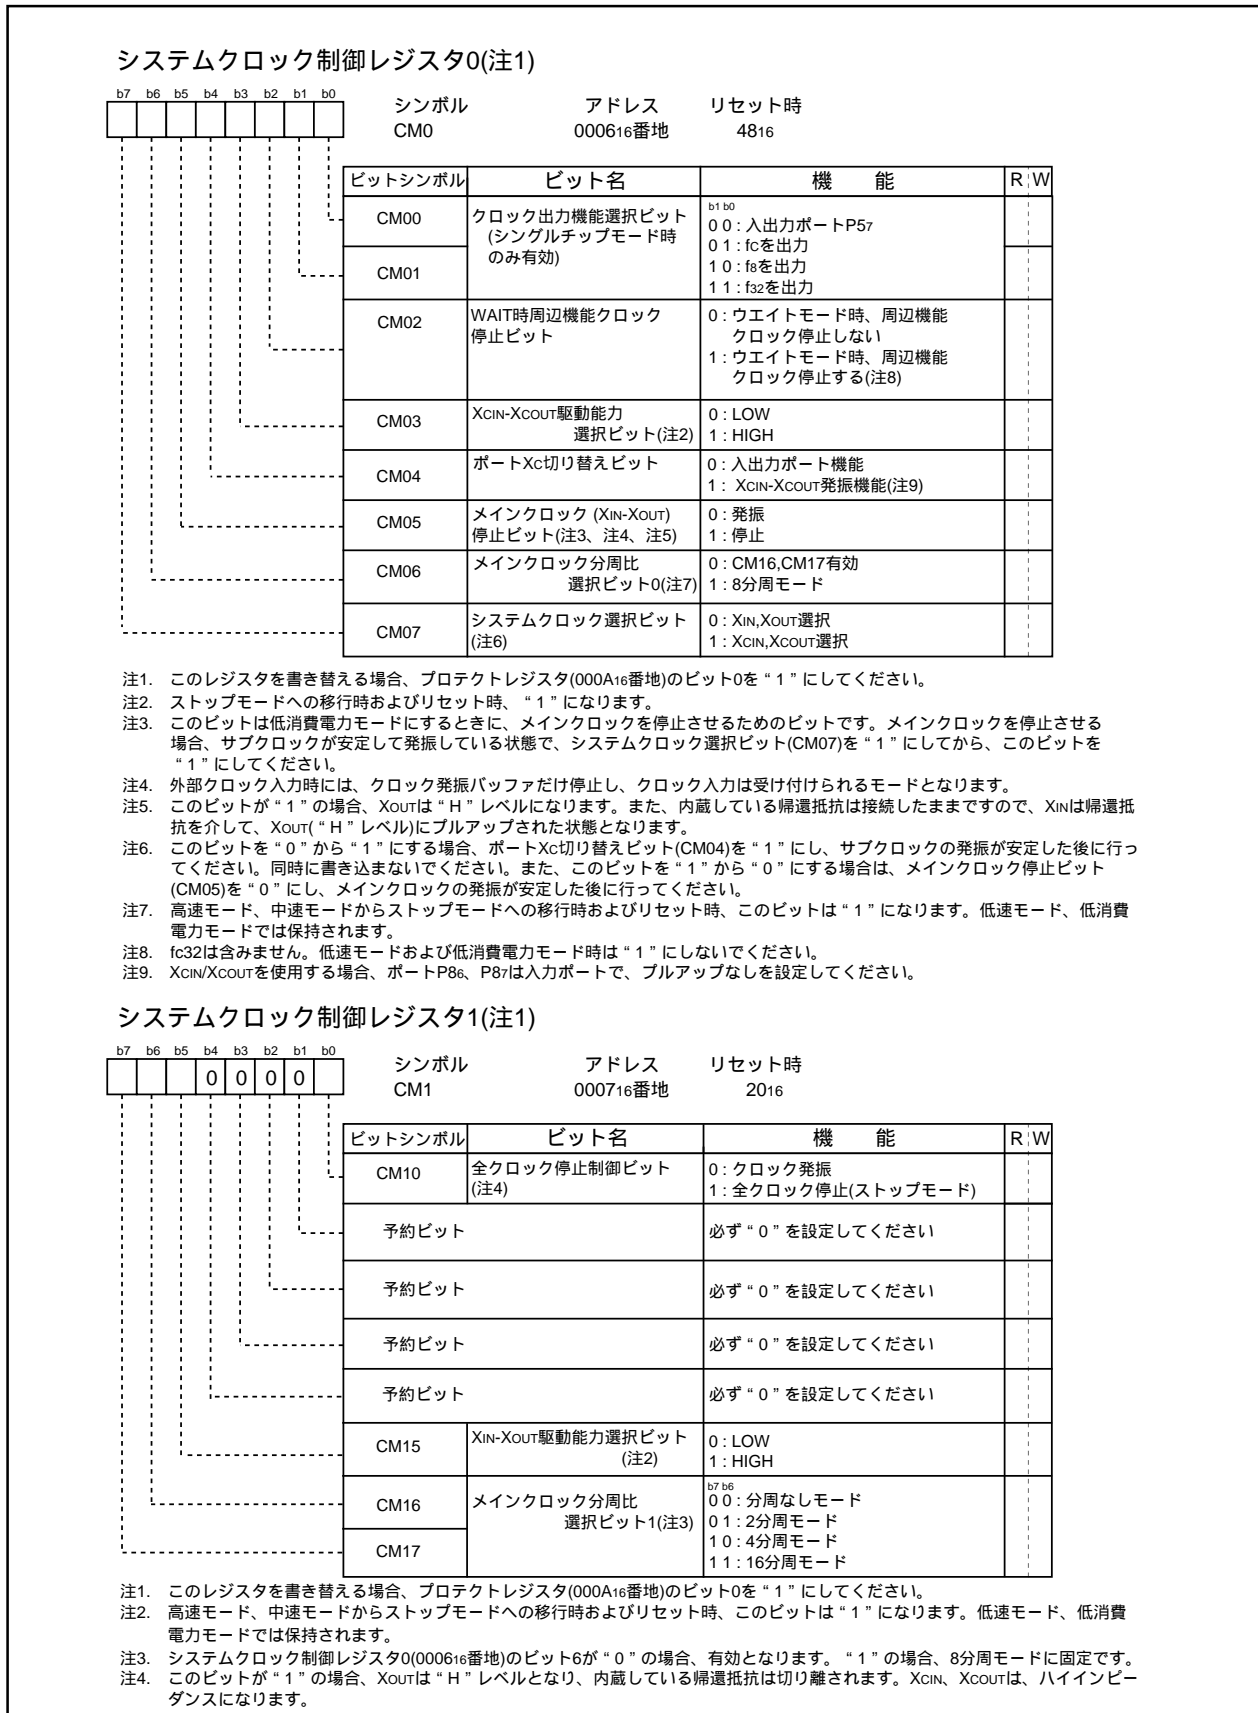 システムクロック制御レジスタ0(注1)
b7 b6 b5 b4 b3 b2 b1 b0
シンボル アドレス リセット時
CM0 000616番地 4816
ビットシンボル ビット名 機 能 R W
CM00 クロック出力機能選択ビット
(シングルチップモード時
のみ有効)
b1 b0
0 0 : 入出力ポートP57
0 1 : fCを出力
CM01
1 0 : f8を出力
1 1 : f32を出力
CM02 WAIT時周辺機能クロック
停止ビット
0 : ウエイトモード時、周辺機能
クロック停止しない
1 : ウエイトモード時、周辺機能
クロック停止する(注8)
CM03 XCIN-XCOUT駆動能力
選択ビット(注2)
0 : LOW
1 : HIGH
CM04 ポートXC切り替えビット
0 : 入出力ポート機能
1 : XCIN-XCOUT発振機能(注9)
CM05 メインクロック (XIN-XOUT)
停止ビット(注3、注4、注5)
0 : 発振
1 : 停止
CM06 メインクロック分周比
選択ビット0(注7)
0 : CM16,CM17有効
1 : 8分周モード
CM07 システムクロック選択ビット
(注6)
0 : XIN,XOUT選択
1 : XCIN,XCOUT選択
注1. このレジスタを書き替える場合、プロテクトレジスタ(000A16番地)のビット0を “ 1 ” にしてください。
注2. ストップモードへの移行時およびリセット時、 “ 1 ” になります。
注3. このビットは低消費電力モードにするときに、メインクロックを停止させるためのビットです。メインクロックを停止させる
場合、サブクロックが安定して発振している状態で、システムクロック選択ビット(CM07)を “ 1 ” にしてから、このビットを
“ 1 ” にしてください。
注4. 外部クロック入力時には、クロック発振バッファだけ停止し、クロック入力は受け付けられるモードとなります。
注5. このビットが “ 1 ” の場合、XOUTは “ H ” レベルになります。また、内蔵している帰還抵抗は接続したままですので、XINは帰還抵
抗を介して、XOUT( “ H ” レベル)にプルアップされた状態となります。
注6. このビットを “ 0 ” から “ 1 ” にする場合、ポートXC切り替えビット(CM04)を “ 1 ” にし、サブクロックの発振が安定した後に行っ
てください。同時に書き込まないでください。また、このビットを “ 1 ” から “ 0 ” にする場合は、メインクロック停止ビット
(CM05)を “ 0 ” にし、メインクロックの発振が安定した後に行ってください。
注7. 高速モード、中速モードからストップモードへの移行時およびリセット時、このビットは “ 1 ” になります。低速モード、低消費
電力モードでは保持されます。
注8. fc32は含みません。低速モードおよび低消費電力モード時は “ 1 ” にしないでください。
注9. XCIN/XCOUTを使用する場合、ポートP86、P87は入力ポートで、プルアップなしを設定してください。
システムクロック制御レジスタ1(注1)
b7 b6 b5 b4 b3 b2 b1 b0
0 0 0 0
シンボル アドレス リセット時
CM1 000716番地 2016
ビットシンボル ビット名 機 能 R W
CM10 全クロック停止制御ビット
(注4)
0 : クロック発振
1 : 全クロック停止(ストップモード)
予約ビット 必ず “ 0 ” を設定してください
予約ビット 必ず “ 0 ” を設定してください
予約ビット 必ず “ 0 ” を設定してください
予約ビット 必ず “ 0 ” を設定してください
CM15 XIN-XOUT駆動能力選択ビット
(注2)
0 : LOW
1 : HIGH
CM16 メインクロック分周比
選択ビット1(注3)
b7 b6
0 0 : 分周なしモード
0 1 : 2分周モード
CM17
1 0 : 4分周モード
1 1 : 16分周モード
注1. このレジスタを書き替える場合、プロテクトレジスタ(000A16番地)のビット0を “ 1 ” にしてください。
注2. 高速モード、中速モードからストップモードへの移行時およびリセット時、このビットは “ 1 ” になります。低速モード、低消費
電力モードでは保持されます。
注3. システムクロック制御レジスタ0(000616番地)のビット6が “ 0 ” の場合、有効となります。 “ 1 ” の場合、8分周モードに固定です。
注4. このビットが “ 1 ” の場合、XOUTは “ H ” レベルとなり、内蔵している帰還抵抗は切り離されます。XCIN、XCOUTは、ハイインピー
ダンスになります。